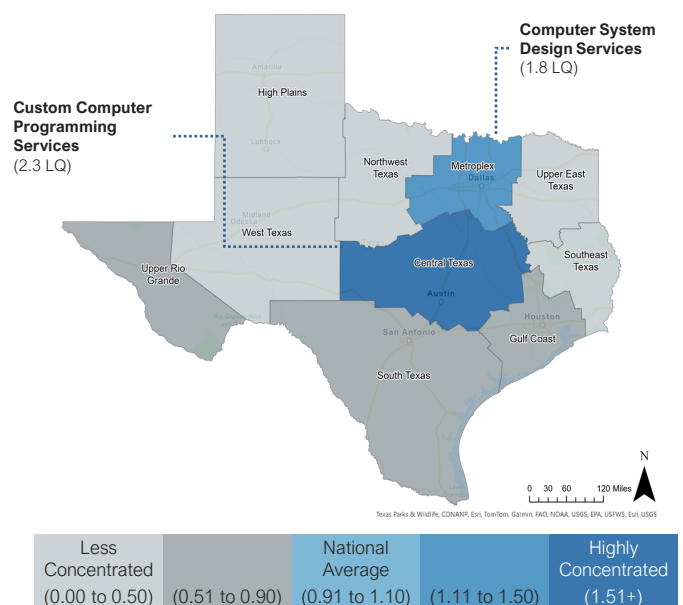 Computer System
Design Services
(1.8 LQ)
Custom Computer
Programming
Services
(2.3 LQ)
Amarillo
High Plains
Lubbock
Northwest
Texas
Metroplex
Dallas
Upper East
Texas
Midland
Odessa
West Texas
Upper Rio
Grande
Central Texas
Austin
Southeast
Texas
San Antonio
Houston
Gulf Coast
South Texas
N
0 30 60 120 Miles
Texas Parks & Wildlife, CONANP, Esri, TomTom, Garmin, FAO, NOAA, USGS, EPA, USFWS, Esri, USGS
Less
Concentrated
(0.00 to 0.50)
(0.51 to 0.90)
National
Average
(0.91 to 1.10)
(1.11 to 1.50)
Highly
Concentrated
(1.51+)